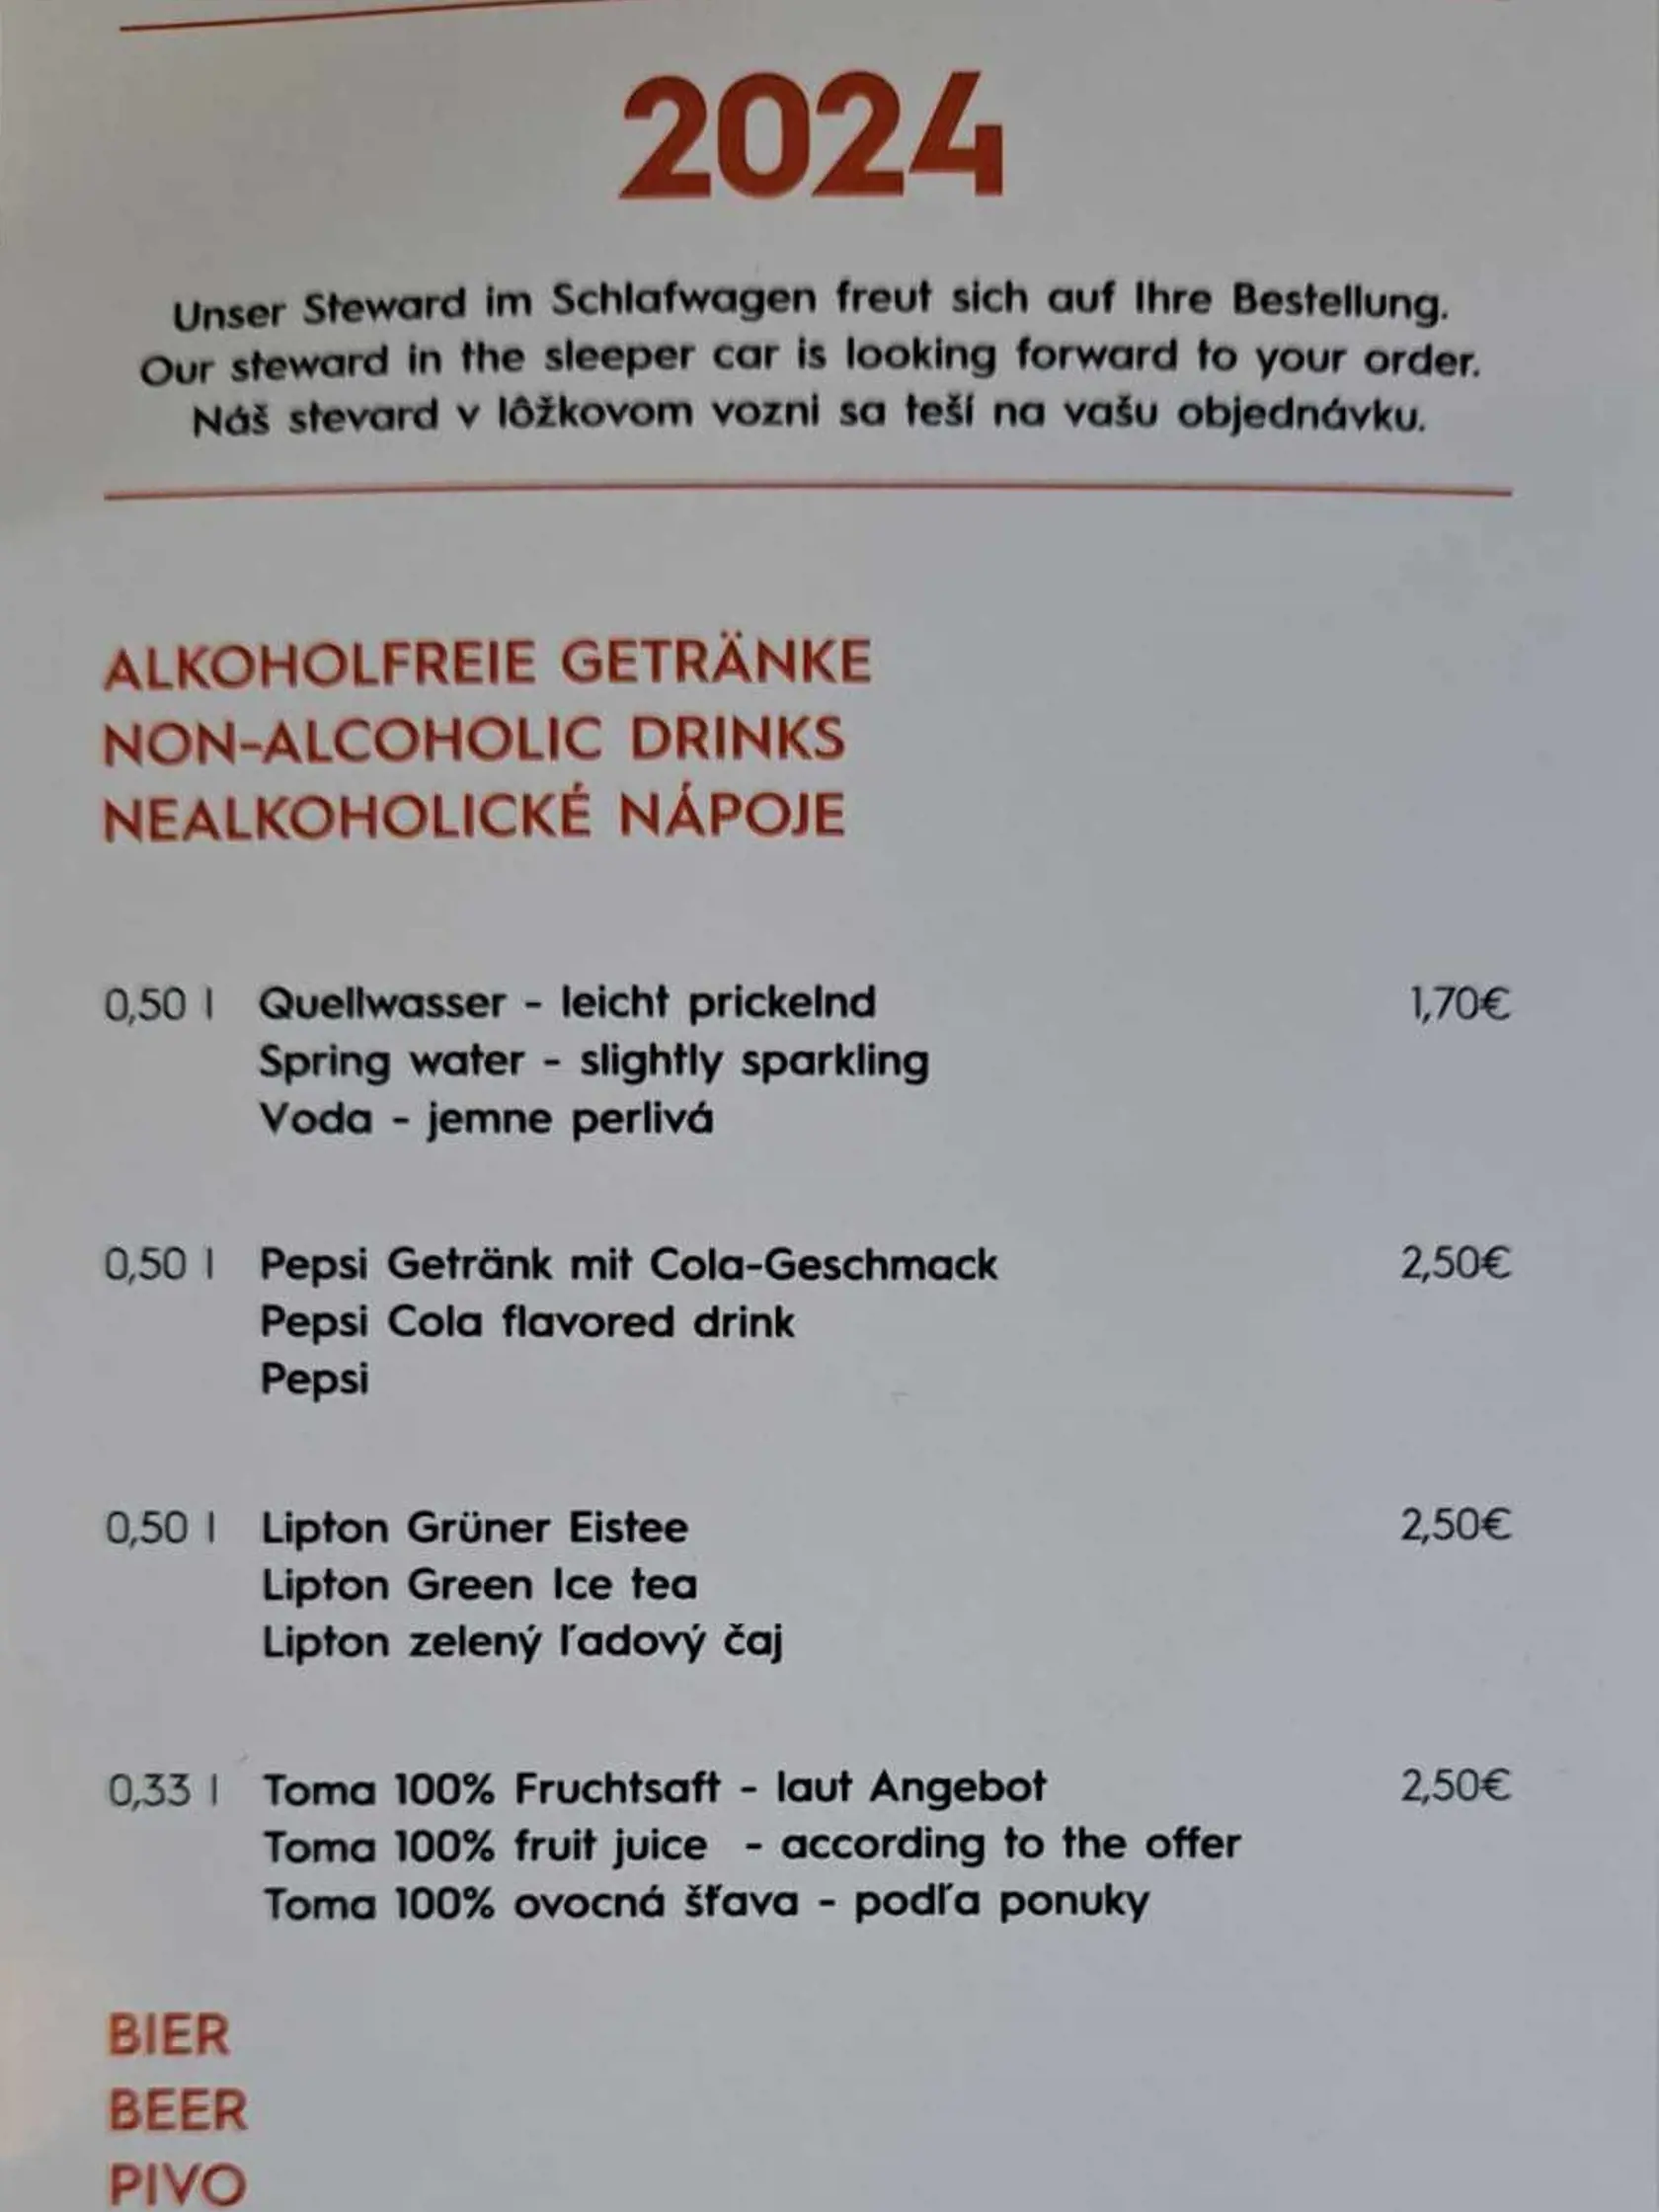 2024
Unser Steward im Schlafwagen freut sich auf Ihre Bestellung.
Our steward in the sleeper car is looking forward to your order.
Náš stevard v lôžkovom vozni sa teší na vašu objednávku.
ALKOHOLFREIE GETRÄNKE
NON-ALCOHOLIC DRINKS
NEALKOHOLICKÉ NÁPOJE
0,50 l Quellwasser - leicht prickelnd 1,70€
Spring water - slightly sparkling
Voda - jemne perlivá
0,50 l Pepsi Getränk mit Cola-Geschmack 2,50€
Pepsi Cola flavored drink
Pepsi
0,50 l Lipton Grüner Eistee 2,50€
Lipton Green Ice tea
Lipton zelený ľadový čaj
0,33 l Toma 100% Fruchtsaft - laut Angebot 2,50€
Toma 100% fruit juice - according to the offer
Toma 100% ovocná šťava - podľa ponuky
BIER
BEER
PIVO